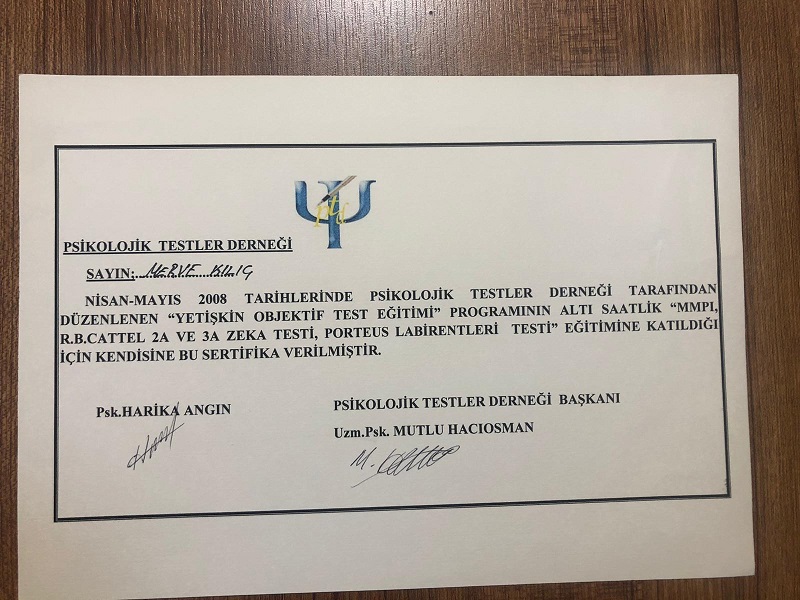 ptd
PSİKOLOJİK TESTLER DERNEĞİ
SAYIN;...MERVE KILIÇ
NİSAN-MAYIS 2008 TARİHLERİNDE PSİKOLOJİK TESTLER DERNEĞİ TARAFINDAN
DÜZENLENEN “YETİŞKİN OBJEKTİF TEST EĞİTİMİ” PROGRAMININ ALTI SAATLİK “MMPI,
R.B.CATTEL 2A VE 3A ZEKA TESTİ, PORTEUS LABİRENTLERİ TESTİ” EĞİTİMİNE KATILDIĞI
İÇİN KENDİSİNE BU SERTİFİKA VERİLMİŞTİR.
Psk.HARİKA ANGIN
PSİKOLOJİK TESTLER DERNEĞİ BAŞKANI
Uzm.Psk. MUTLU HACIOSMAN